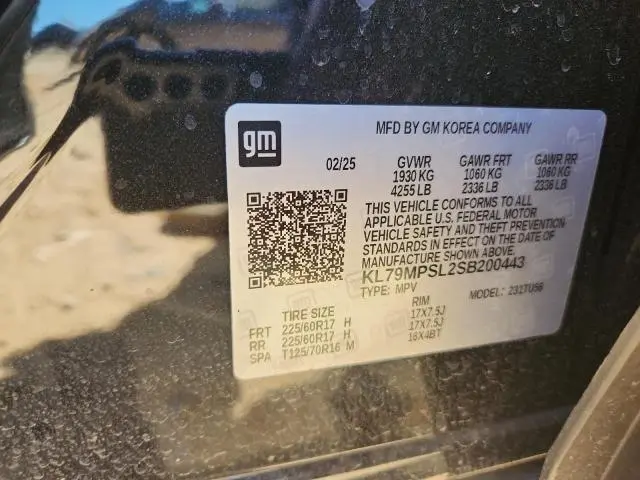 gm
MFD BY GM KOREA COMPANY
02/25 GVWR GAWR FRT GAWR RR
1930 KG 1060 KG 1060 KG
4255 LB 2336 LB 2336 LB
THIS VEHICLE CONFORMS TO ALL
APPLICABLE U.S. FEDERAL MOTOR
VEHICLE SAFETY AND THEFT PREVENTION
STANDARDS IN EFFECT ON THE DATE OF
MANUFACTURE SHOWN ABOVE.
KL79MPSL2SB200443
TYPE: MPV MODEL: 231TU56
TIRE SIZE RIM
FRT 225/60R17 H 17X7.5J
RR 225/60R17 H 17X7.5J
SPA T125/70R16 M 16X4BT